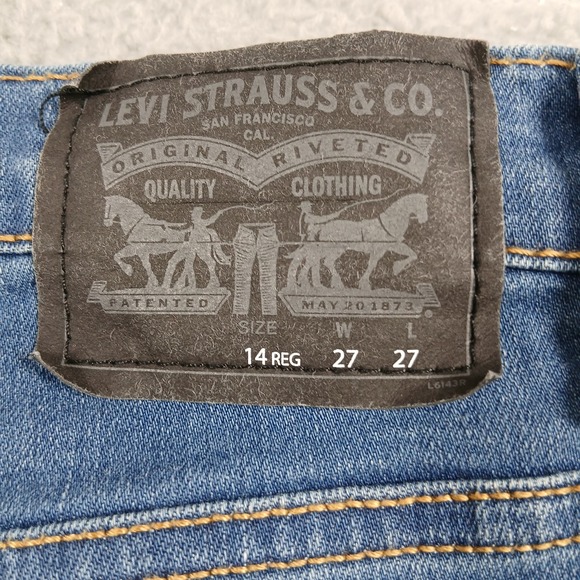 LEVI STRAUSS & CO.
SAN FRANCISCO
CAL.
ORIGINAL RIVETED
QUALITY CLOTHING
PATENTED MAY 20 1873
SIZE W L
14 REG 27 27
L6143R